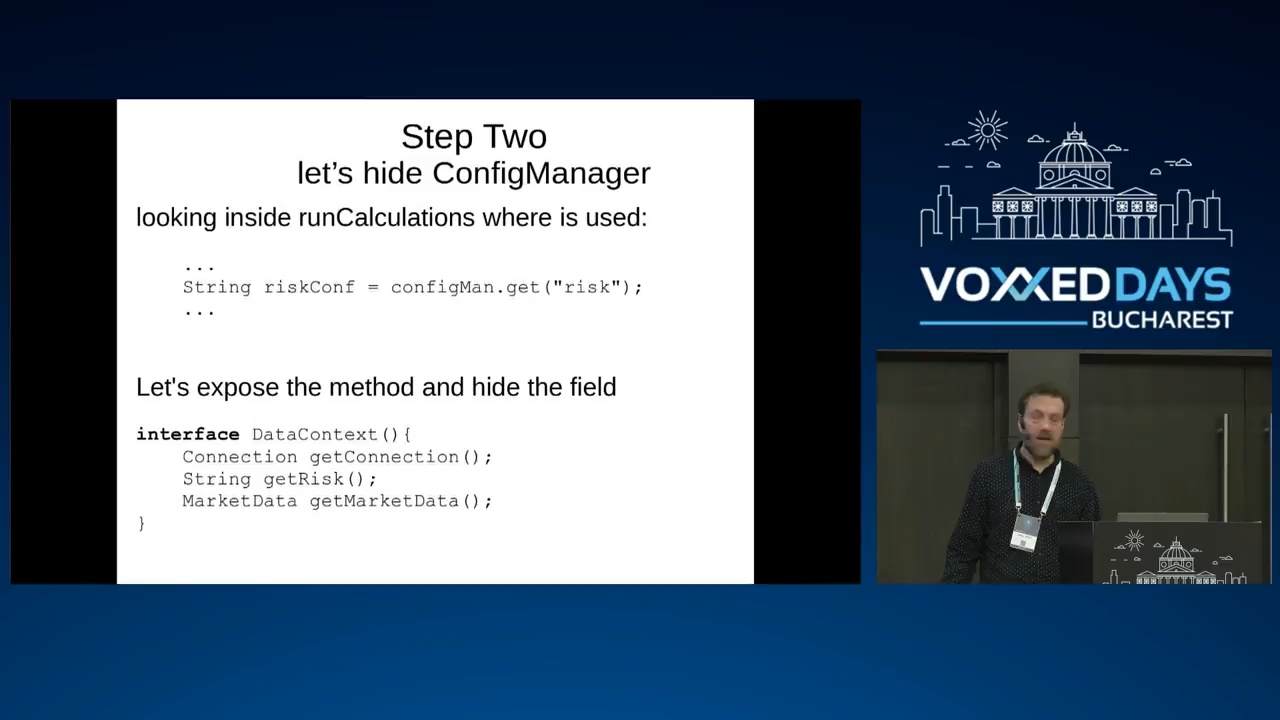 Step Two
let's hide ConfigManager
looking inside runCalculations where is used:
...
String riskConf = configMan.get("risk");
...
Let's expose the method and hide the field
interface DataContext(){
Connection getConnection();
String getRisk();
MarketData getMarketData();
}
VOXXED DAYS
BUCHAREST